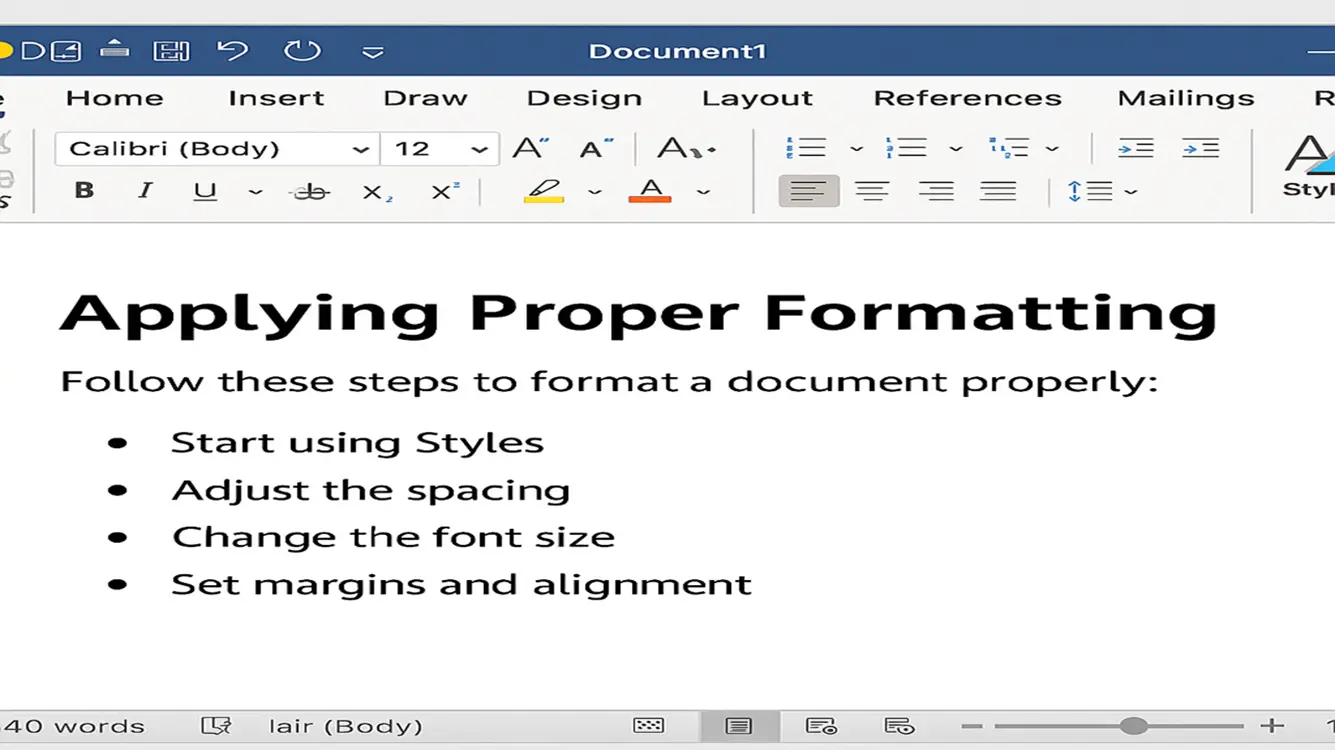 Document1
Home Insert Draw Design Layout References Mailings
Calibri (Body) 12
B I U ab X₂ X²
Applying Proper Formatting
Follow these steps to format a document properly:
• Start using Styles
• Adjust the spacing
• Change the font size
• Set margins and alignment
40 words lair (Body)